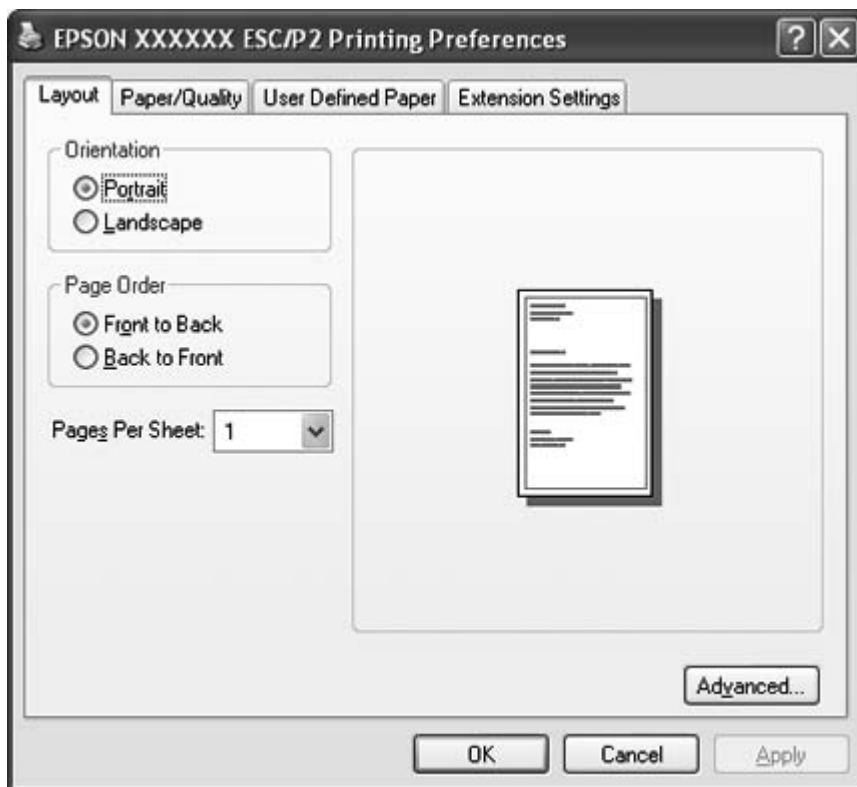 EPSON XXXXXX ESC/P2 Printing Preferences
Layout Paper/Quality User Defined Paper Extension Settings
Orientation
Portrait
Landscape
Page Order
Front to Back
Back to Front
Pages Per Sheet: 1
Advanced...
OK Cancel Apply